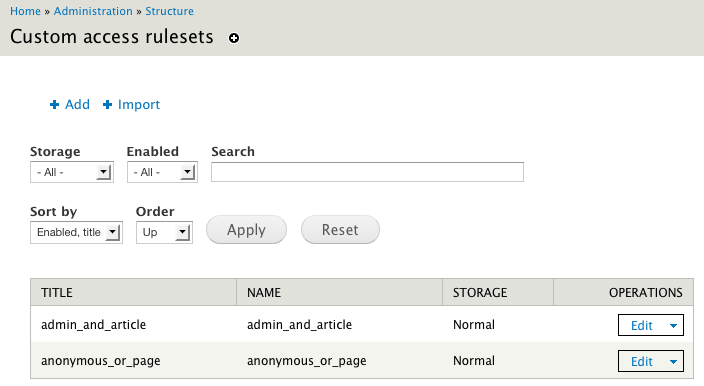 Home » Administration » Structure
Custom access rulesets
Add Import
Storage Enabled Search
- All - - All -
Sort by Order
Enabled, title Up Apply Reset
TITLE NAME STORAGE OPERATIONS
admin_and_article admin_and_article Normal Edit
anonymous_or_page anonymous_or_page Normal Edit